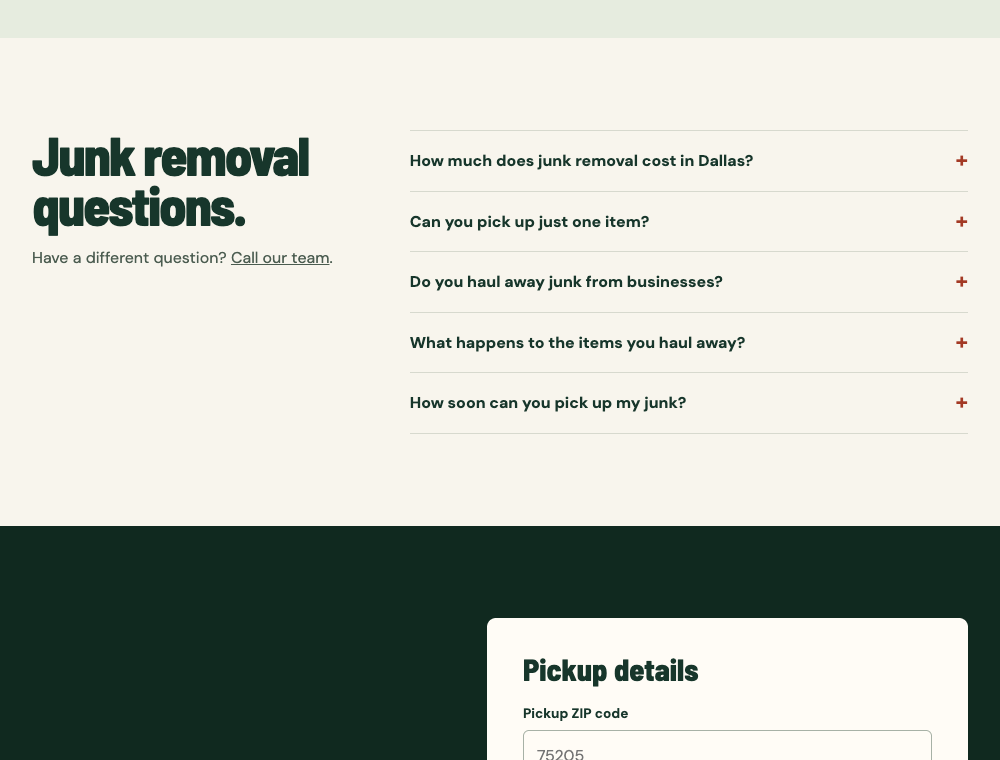 Junk removal
questions.
Have a different question? Call our team.
How much does junk removal cost in Dallas?
+
Can you pick up just one item?
+
Do you haul away junk from businesses?
+
What happens to the items you haul away?
+
How soon can you pick up my junk?
+
Pickup details
Pickup ZIP code
75205